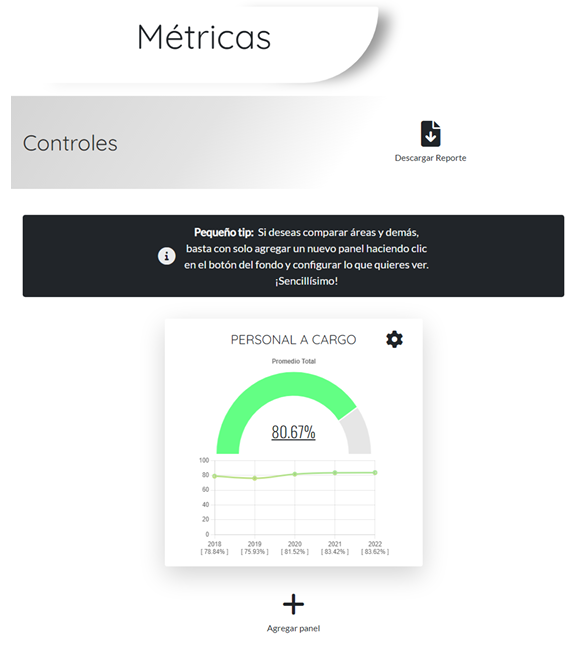 Métricas
Controles
Descargar Reporte
Pequeño tip: Si deseas comparar áreas y demás,
basta con solo agregar un nuevo panel haciendo clic
en el botón del fondo y configurar lo que quieres ver.
¡Sencillísimo!
PERSONAL A CARGO
Promedio Total
80.67%
100
80
60
40
20
0
2018 2019 2020 2021 2022
[ 78.84% ] [ 75.93% ] [ 81.52% ] [ 83.42% ] [ 83.62% ]
Agregar panel